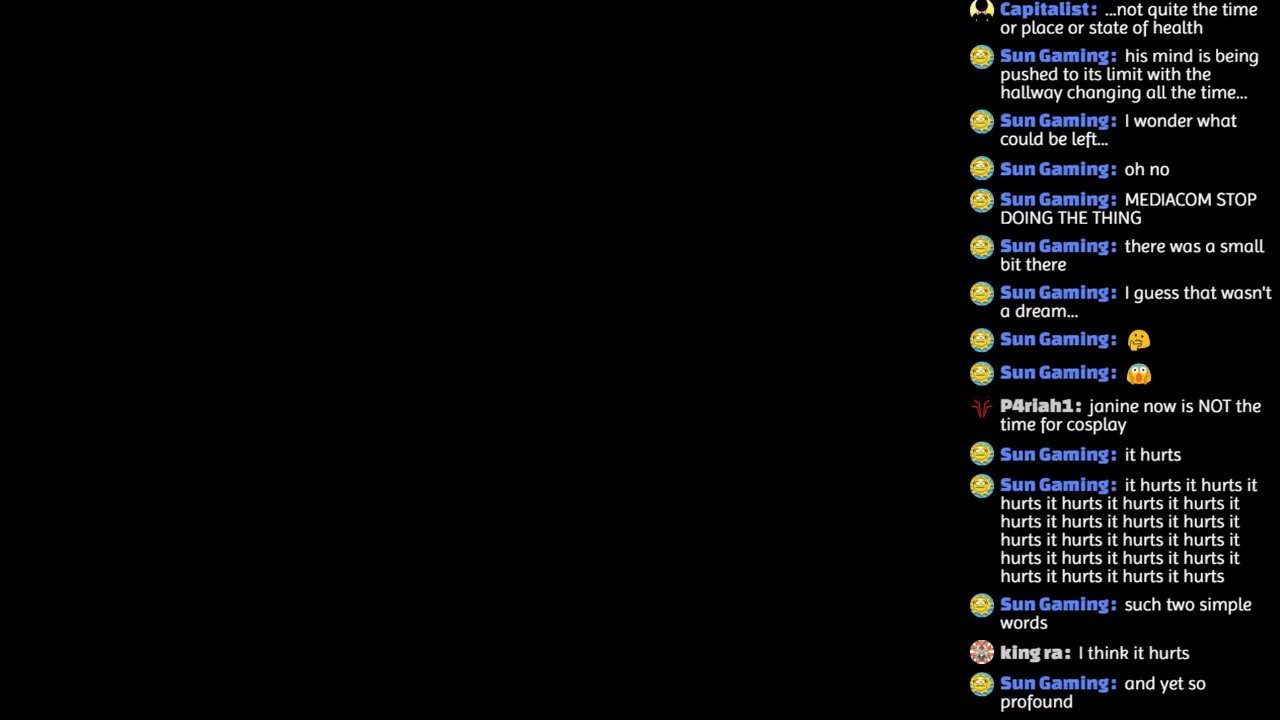 Capitalist: ...not quite the time
or place or state of health
Sun Gaming: his mind is being
pushed to its limit with the
hallway changing all the time...
Sun Gaming: I wonder what
could be left...
Sun Gaming: oh no
Sun Gaming: MEDIACOM STOP
DOING THE THING
Sun Gaming: there was a small
bit there
Sun Gaming: I guess that wasn't
a dream...
Sun Gaming: 🤔
Sun Gaming: 😱
P4riah1: janine now is NOT the
time for cosplay
Sun Gaming: it hurts
Sun Gaming: it hurts it hurts it
hurts it hurts it hurts it hurts it
hurts it hurts it hurts it hurts it
hurts it hurts it hurts it hurts it
hurts it hurts it hurts it hurts it
hurts it hurts it hurts it hurts
Sun Gaming: such two simple
words
king ra: I think it hurts
Sun Gaming: and yet so
profound